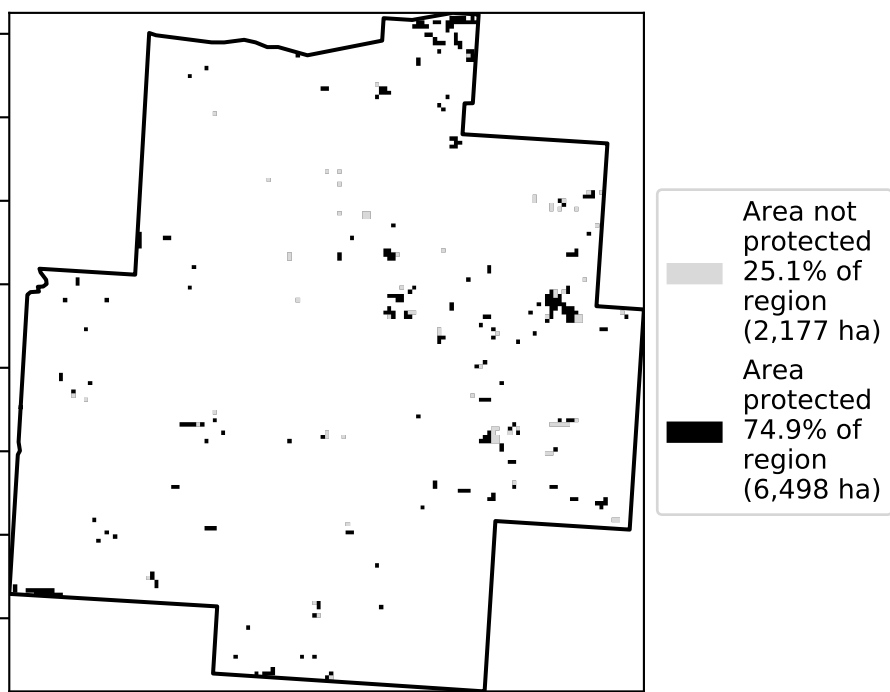 Area not
protected
25.1% of
region
(2,177 ha)
Area
protected
74.9% of
region
(6,498 ha)